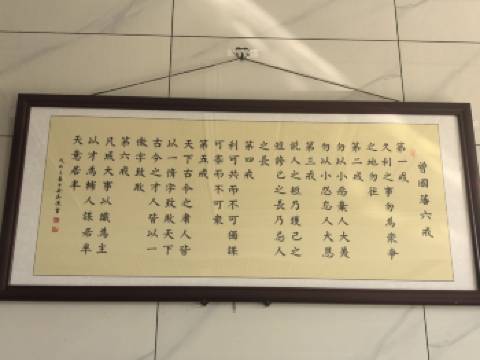 曾國藩六戒
第一戒
久利之事勿為衆爭
之地勿往
第二戒
勿以小惡棄人大美
勿以小怨忘人大恩
第三戒
說人之短乃護己之
短誇己之長乃忌人
之長
第四戒
利可共而不可獨謀
可寡而不可衆
第五戒
天下古今之庸人皆
以一惰字致敗天下
古今之才人皆以一
傲字致敗
第六戒
凡成大事以識為主
以才為輔人謀居半
天意居半